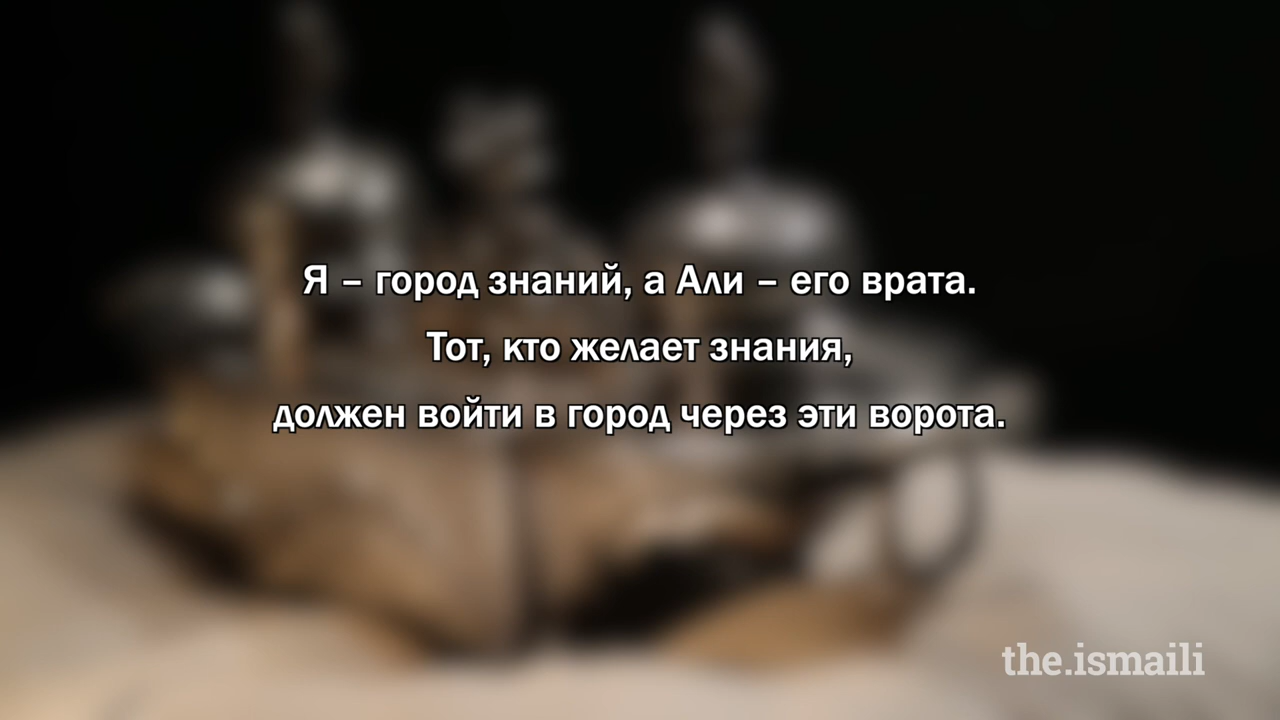 Я – город знаний, а Али – его врата.
Тот, кто желает знания,
должен войти в город через эти ворота.
the.ismaili